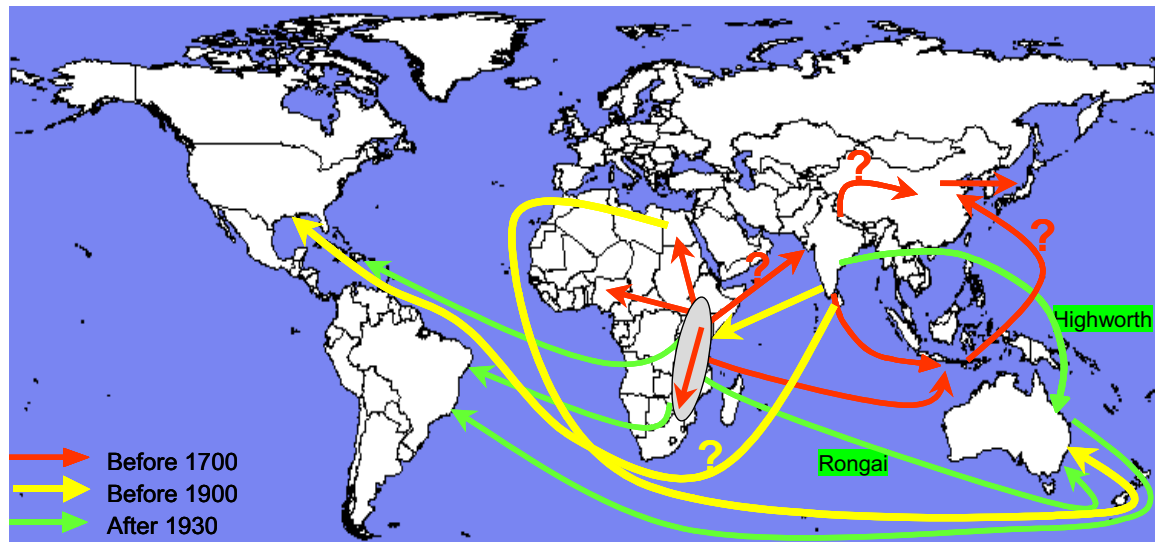 ?
?
?
Highworth
?
Rongai
Before 1700
Before 1900
After 1930